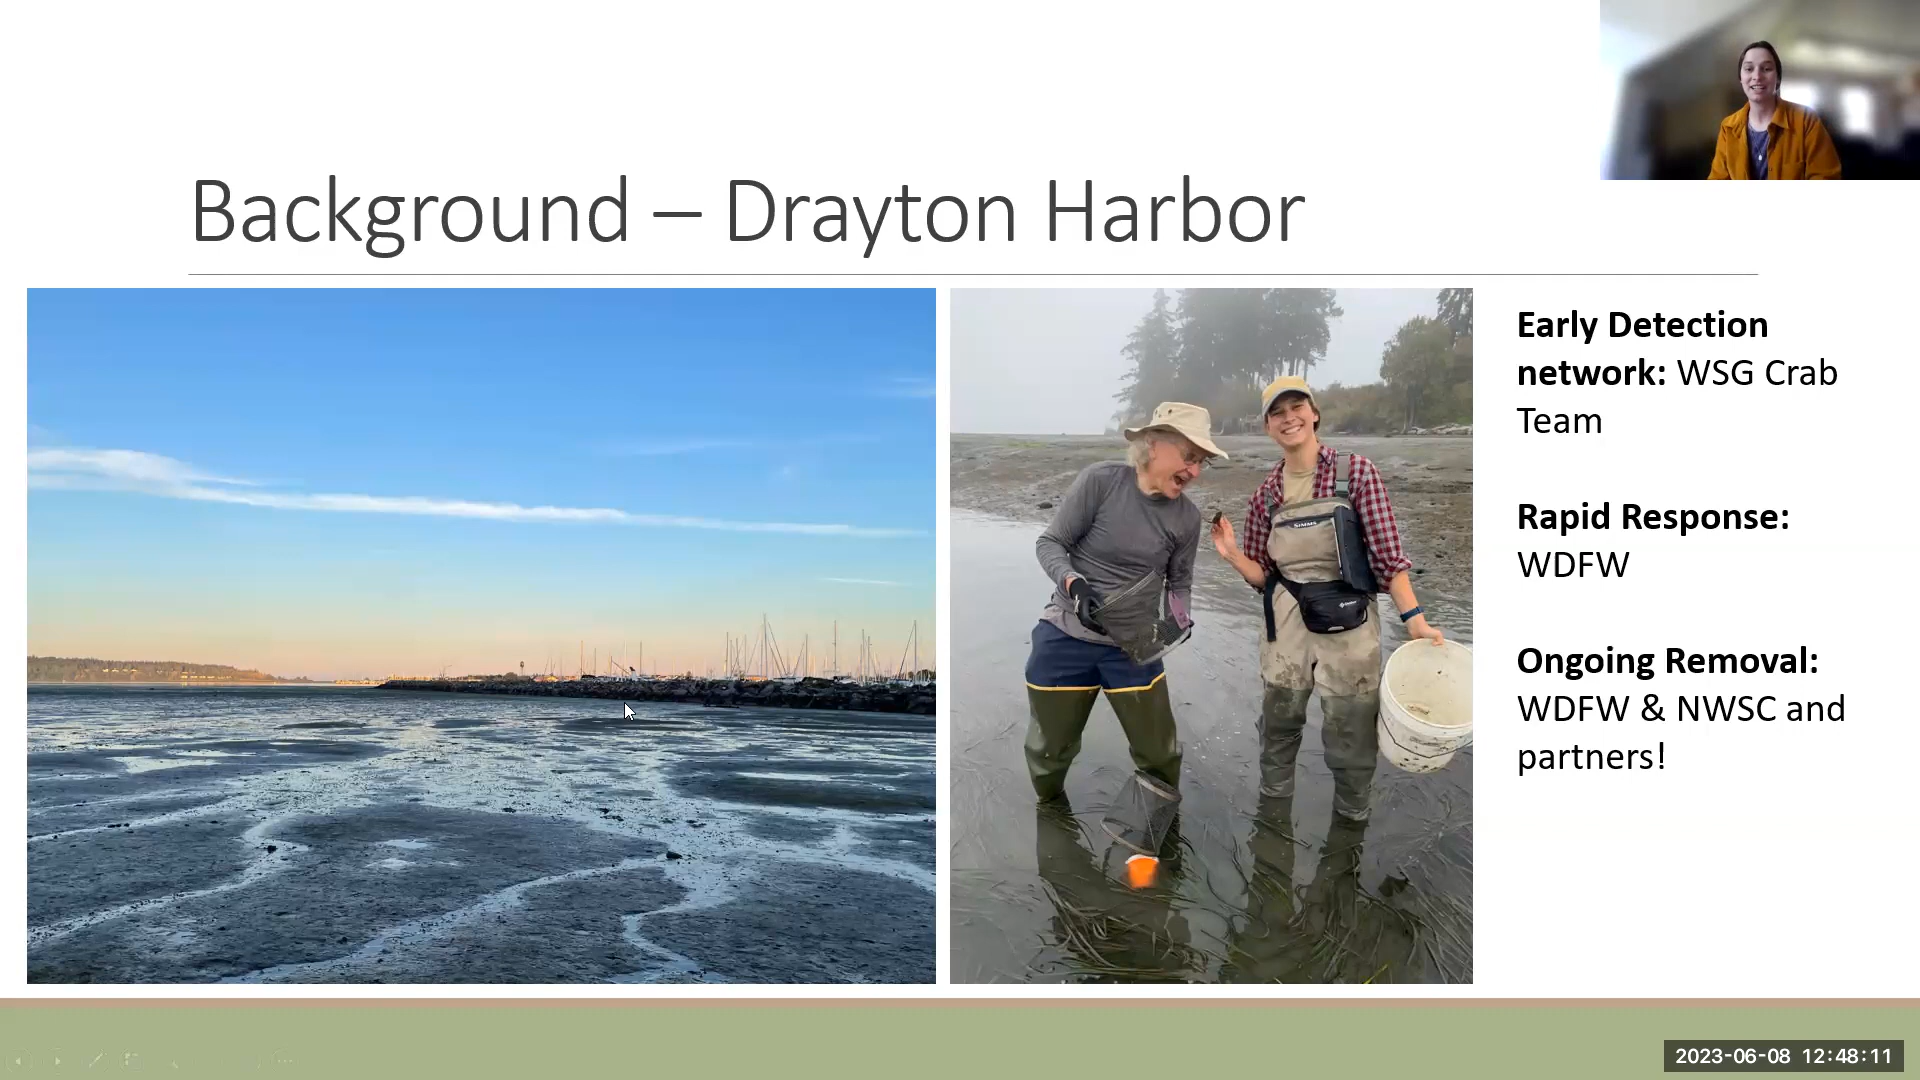 Background – Drayton Harbor
Early Detection
network: WSG Crab
Team
Rapid Response:
WDFW
Ongoing Removal:
WDFW & NWSC and
partners!
SIMMS
2023-06-08 12:48:11